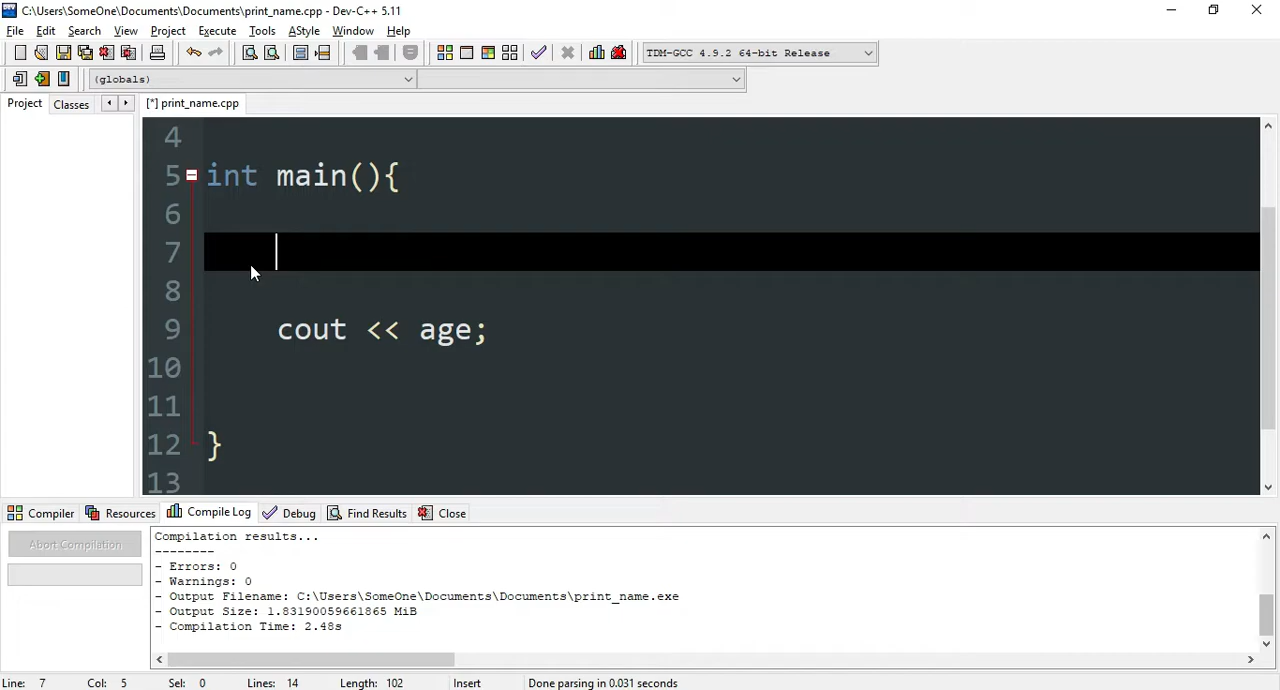 C:\Users\SomeOne\Documents\Documents\print_name.cpp - Dev-C++ 5.11
File Edit Search View Project Execute Tools AStyle Window Help
TDM-GCC 4.9.2 64-bit Release
(globals)
Project Classes [*] print_name.cpp
4
5 int main(){
6
7
8
9 cout << age;
10
11
12 }
13
Compiler Resources Compile Log Debug Find Results Close
Abort Compilation
Compilation results...
--------
- Errors: 0
- Warnings: 0
- Output Filename: C:\Users\SomeOne\Documents\Documents\print_name.exe
- Output Size: 1.83190059661865 MiB
- Compilation Time: 2.48s
Line: 7 Col: 5 Sel: 0 Lines: 14 Length: 102 Insert Done parsing in 0.031 seconds